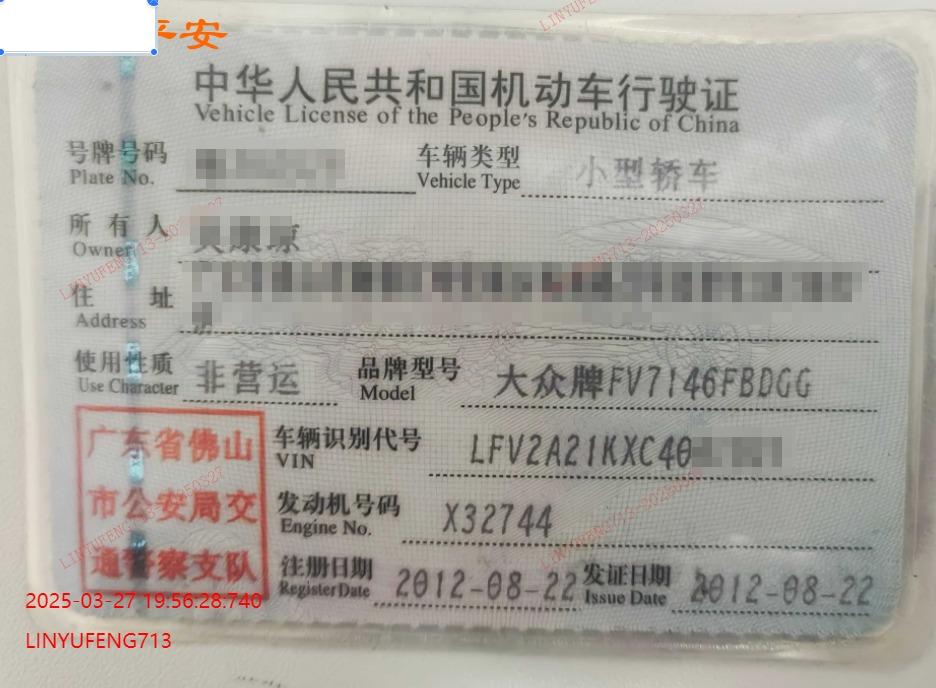 平安
中华人民共和国机动车行驶证
Vehicle License of the People's Republic of China
号牌号码 车辆类型 小型轿车
Plate No. Vehicle Type
所有人
Owner
住址
Address
使用性质 非营运 品牌型号 大众牌FV7146FBDGG
Use Character Model
广东省佛山
市公安局交
通警察支队
车辆识别代号 LFV2A21KXC40
VIN
发动机号码 X32744
Engine No.
注册日期 2012-08-22 发证日期 2012-08-22
Register Date Issue Date
2025-03-27 19:56:28:740
LINYUFENG713
LINYUFENG713-20250327